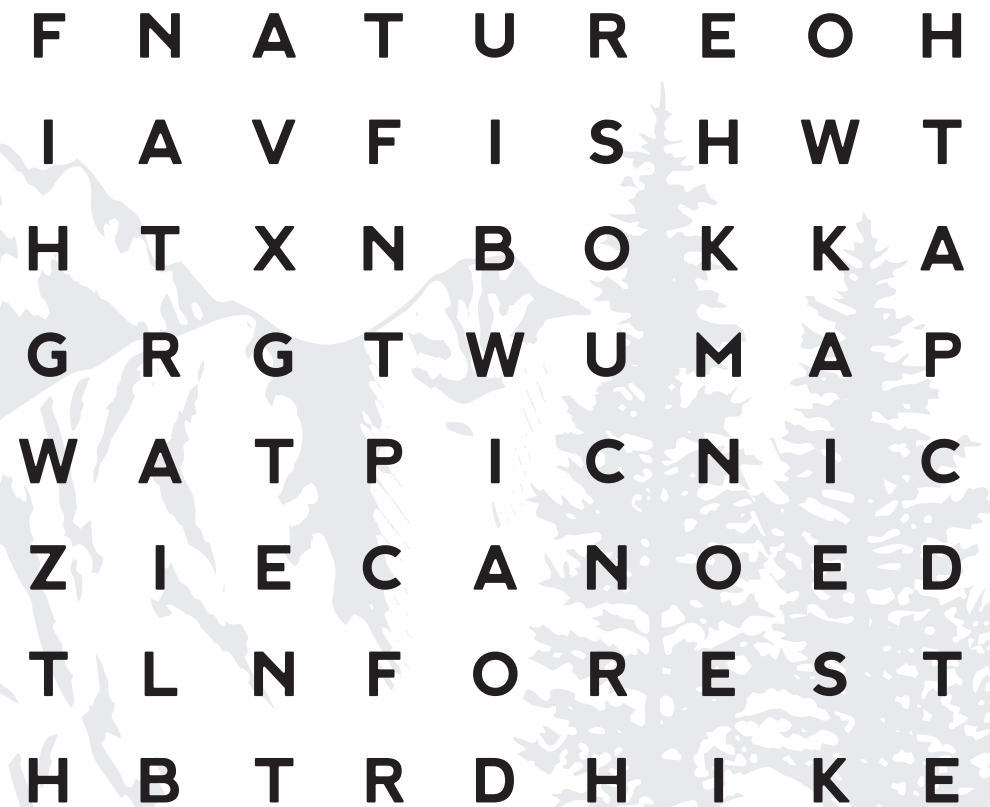 F N A T U R E O H
I A V F I S H W T
H T X N B O K K A
G R G T W U M A P
W A T P I C N I C
Z I E C A N O E D
T L N F O R E S T
H B T R D H I K E